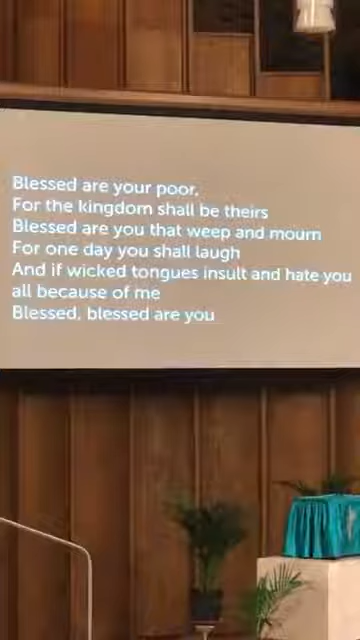 Blessed are your poor,
For the kingdom shall be theirs
Blessed are you that weep and mourn
For one day you shall laugh
And if wicked tongues insult and hate you
all because of me
Blessed, blessed are you